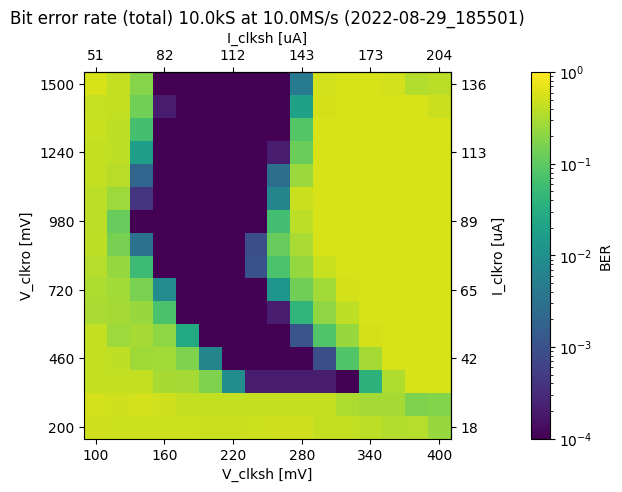 Bit error rate (total) 10.0kS at 10.0MS/s (2022-08-29_185501)
I_clksh [uA]
51 82 112 143 173 204
1500 136 10^0
1240 113 10^-1
980 89
V_clkro [mV] I_clkro [uA] BER
10^-2
720 65
10^-3
460 42
200 18 10^-4
100 160 220 280 340 400
V_clksh [mV]